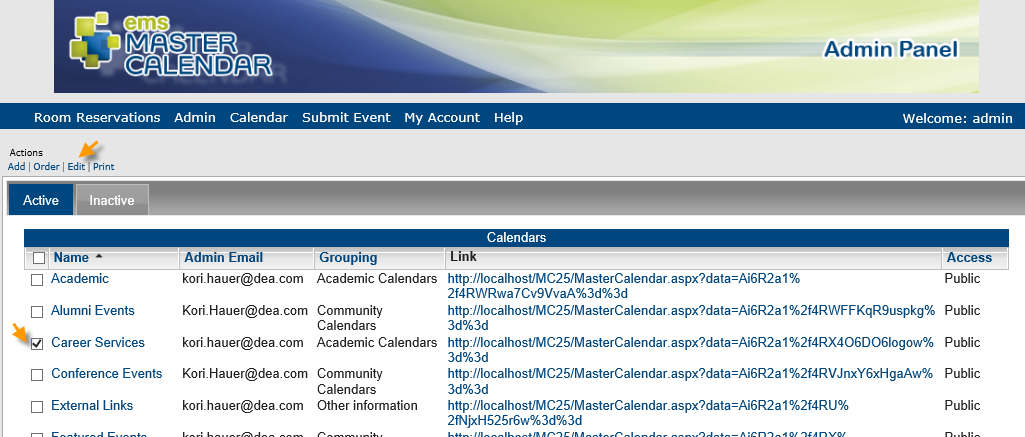 ems
MASTER
CALENDAR
Admin Panel
Room Reservations Admin Calendar Submit Event My Account Help Welcome: admin
Actions
Add | Order | Edit | Print
Active Inactive
Calendars
Name Admin Email Grouping Link Access
Academic kori.hauer@dea.com Academic Calendars http://localhost/MC25/MasterCalendar.aspx?data=Ai6R2a1% Public
2f4RWRwa7Cv9VvaA%3d%3d
Alumni Events Kori.Hauer@dea.com Community http://localhost/MC25/MasterCalendar.aspx?data=Ai6R2a1%2f4RWFFKqR9uspkg% Public
Calendars 3d%3d
Career Services Kori.Hauer@dea.com Academic Calendars http://localhost/MC25/MasterCalendar.aspx?data=Ai6R2a1%2f4RX4O6DO6logow% Public
3d%3d
Conference Events Kori.Hauer@dea.com Community http://localhost/MC25/MasterCalendar.aspx?data=Ai6R2a1%2f4RVJnxY6xHgaAw% Public
Calendars 3d%3d
External Links kori.hauer@dea.com Other information http://localhost/MC25/MasterCalendar.aspx?data=Ai6R2a1%2f4RU% Public
2fNjxH525r6w%3d%3d
Featured Events Kori.Hauer@dea.com Community http://localhost/MC25/MasterCalendar.aspx?data=Ai6R2a1%2f4RX% Public